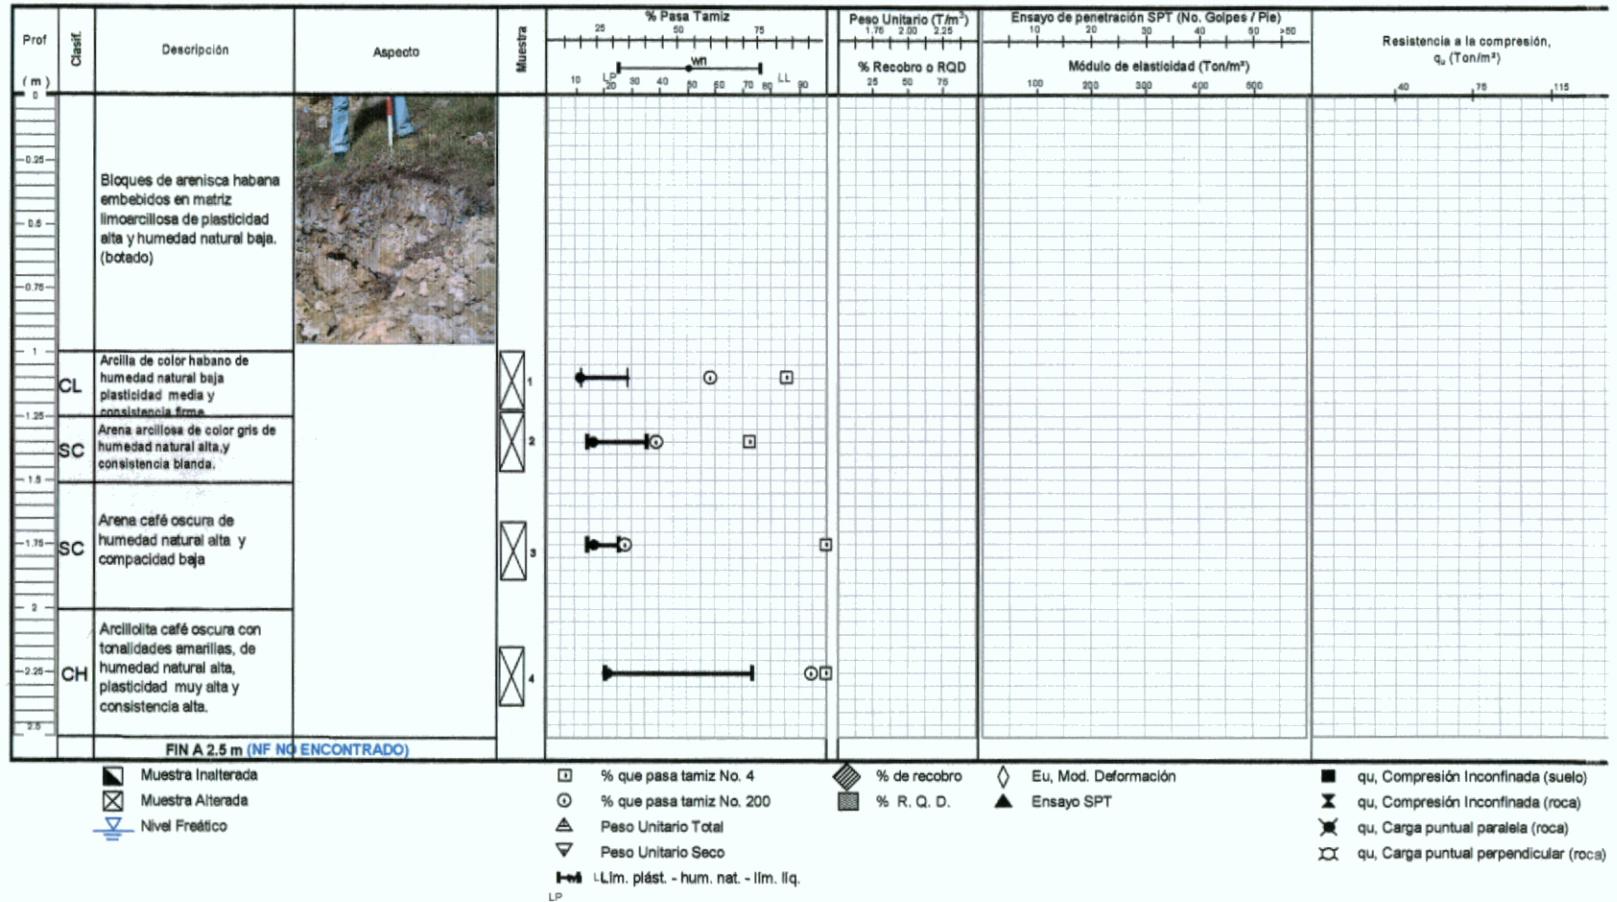 Prof
( m )
Clasif.
Descripción
Aspecto
Muestra
% Pasa Tamiz
25 50 75
wn
LP LL
10 20 30 40 50 60 70 80 90
Peso Unitario (T/m³)
1.75 2.00 2.25
% Recobro o RQD
25 50 75
Ensayo de penetración SPT (No. Golpes / Pie)
10 20 30 40 50 >50
Módulo de elasticidad (Ton/m²)
100 200 300 400 500
Resistencia a la compresión,
qᵤ (Ton/m²)
40 75 115
0
0.25
Bloques de arenisca habana
embebidos en matriz
limoarcillosa de plasticidad
alta y humedad natural baja.
(botado)
0.5
0.75
1
CL
Arcilla de color habano de
humedad natural baja
plasticidad media y
consistencia firme
1
1.25
SC
Arena arcillosa de color gris de
humedad natural alta,y
consistencia blanda.
2
1.5
SC
Arena café oscura de
humedad natural alta y
compacidad baja
3
1.75
2
CH
Arcillolita café oscura con
tonalidades amarillas, de
humedad natural alta,
plasticidad muy alta y
consistencia alta.
4
2.25
2.5
FIN A 2.5 m (NF NO ENCONTRADO)
Muestra Inalterada
Muestra Alterada
Nivel Freático
% que pasa tamiz No. 4
% que pasa tamiz No. 200
Peso Unitario Total
Peso Unitario Seco
LLím. plást. - hum. nat. - lím. líq.
LP
% de recobro
% R. Q. D.
Eu, Mod. Deformación
Ensayo SPT
qu, Compresión Inconfinada (suelo)
qu, Compresión Inconfinada (roca)
qu, Carga puntual paralela (roca)
qu, Carga puntual perpendicular (roca)